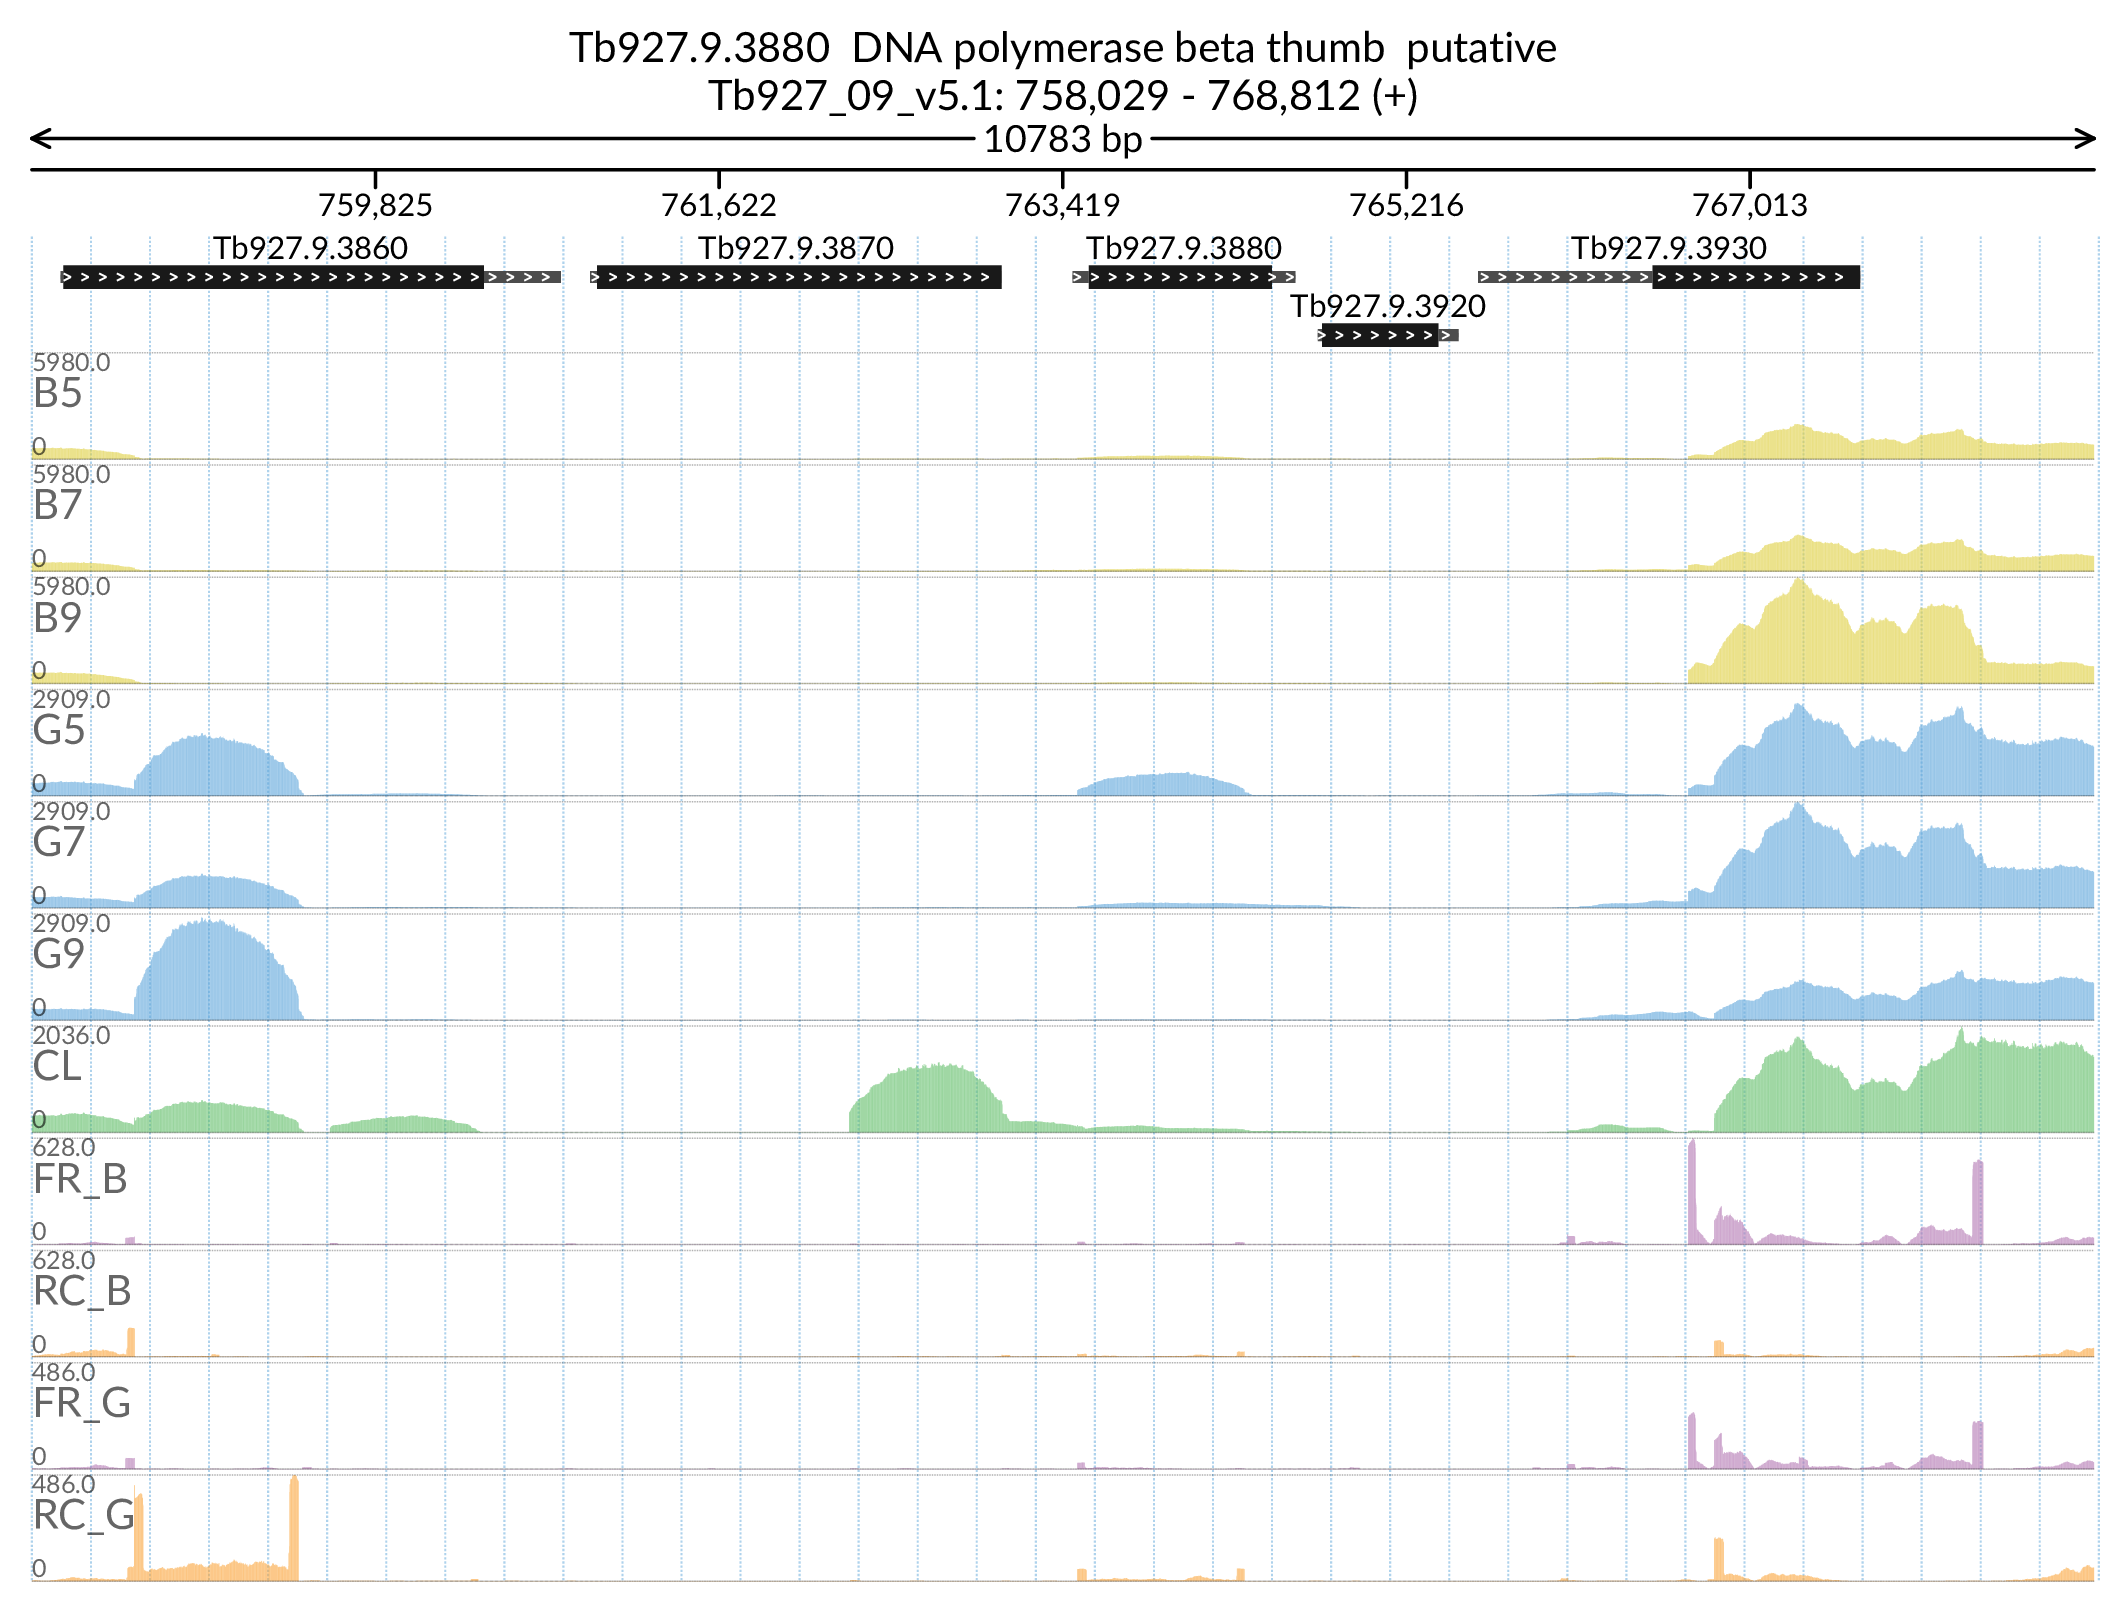 Tb927.9.3880  DNA polymerase beta thumb  putative
Tb927_09_v5.1: 758,029 - 768,812 (+)
10783 bp
759,825 761,622 763,419 765,216 767,013
Tb927.9.3860 Tb927.9.3870 Tb927.9.3880 Tb927.9.3930
Tb927.9.3920
5980.0
B5
0
5980.0
B7
0
5980.0
B9
0
2909.0
G5
0
2909.0
G7
0
2909.0
G9
0
2036.0
CL
0
628.0
FR_B
0
628.0
RC_B
0
486.0
FR_G
0
486.0
RC_G
0